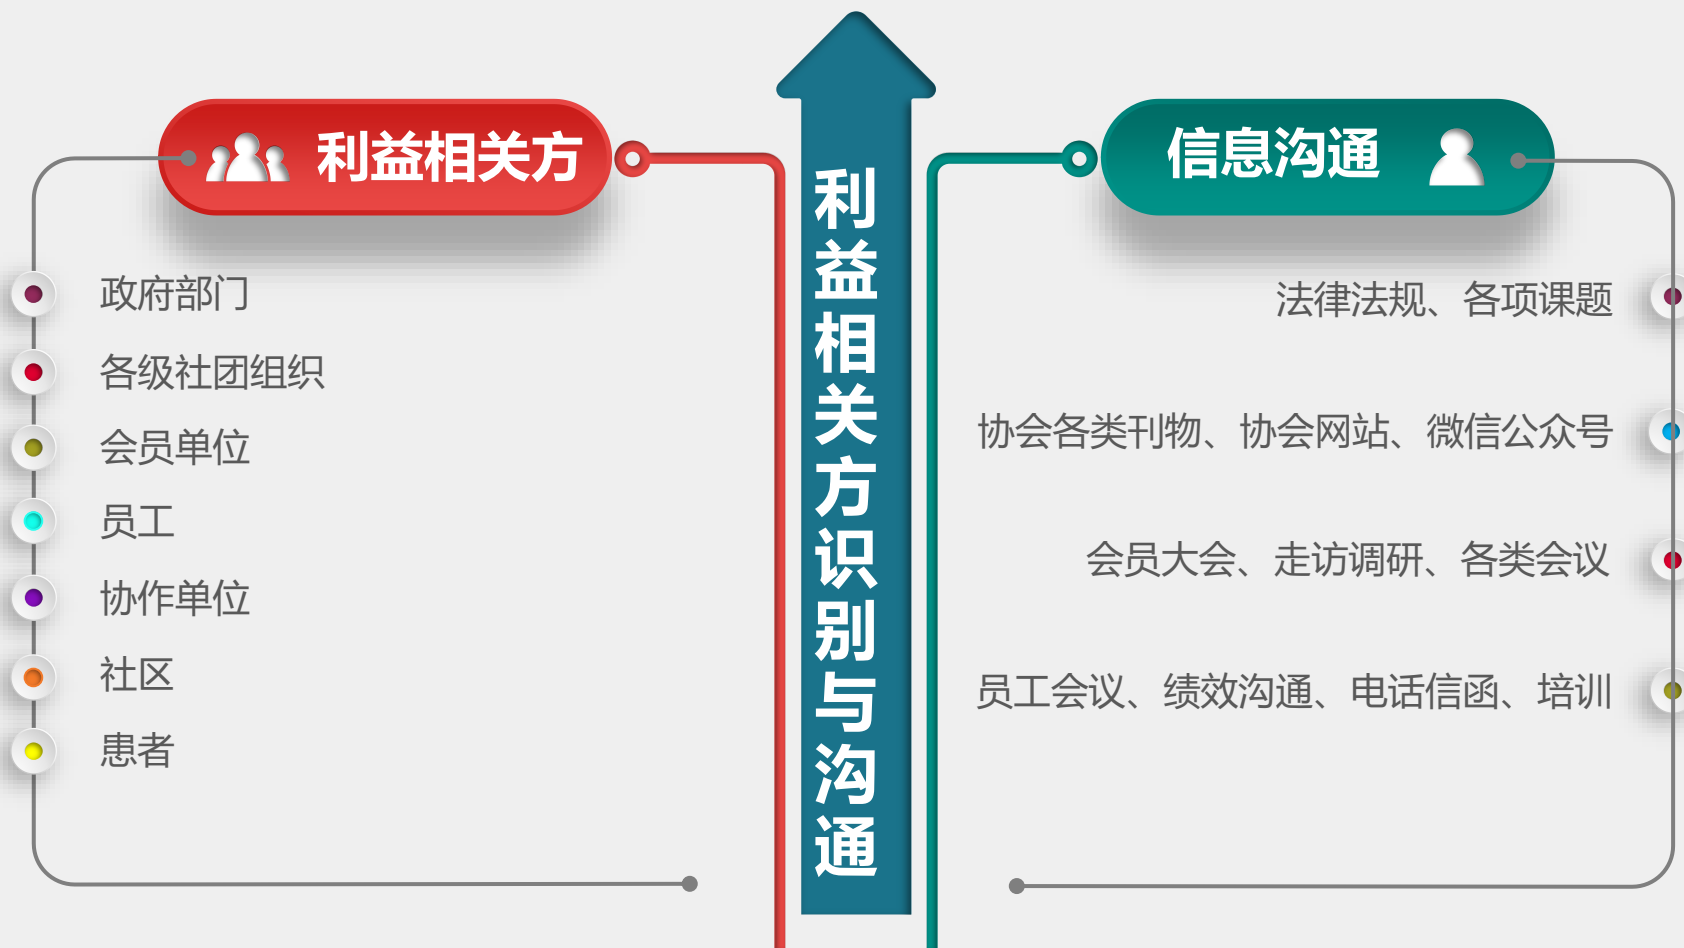 利益相关方
政府部门
各级社团组织
会员单位
员工
协作单位
社区
患者
利益相关方识别与沟通
信息沟通
法律法规、各项课题
协会各类刊物、协会网站、微信公众号
会员大会、走访调研、各类会议
员工会议、绩效沟通、电话信函、培训